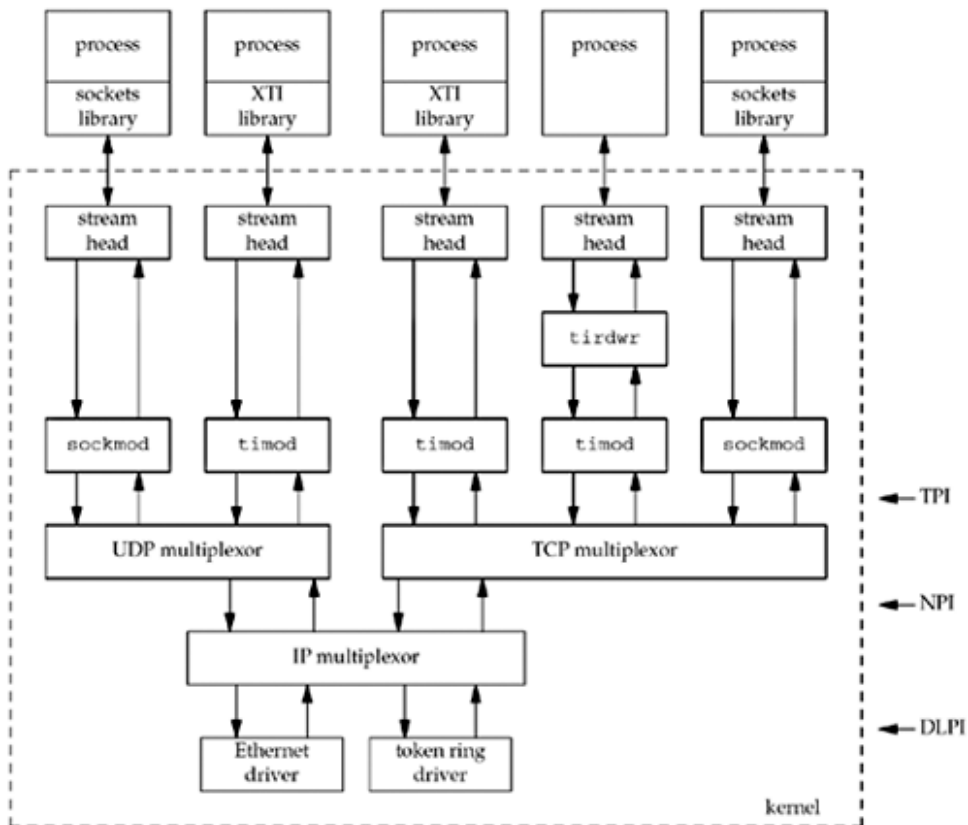 process
process
process
process
process
sockets
library
XTI
library
XTI
library
sockets
library
stream
head
stream
head
stream
head
stream
head
stream
head
tirdwr
sockmod
timod
timod
timod
sockmod
TPI
UDP multiplexor
TCP multiplexor
NPI
IP multiplexor
DLPI
Ethernet
driver
token ring
driver
kernel